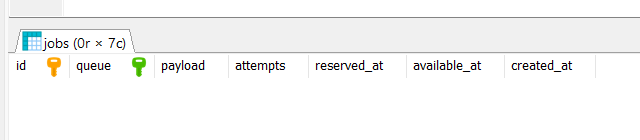 jobs (0r × 7c)
id queue payload attempts reserved_at available_at created_at